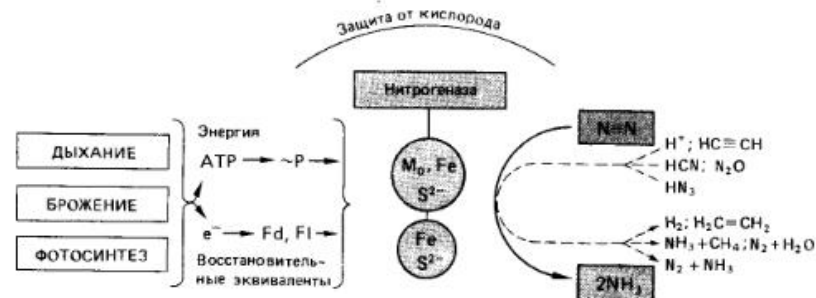 Защита от кислорода
Нитрогеназа
Энергия
ДЫХАНИЕ
БРОЖЕНИЕ
ФОТОСИНТЕЗ
ATP ~P
e⁻ Fd, Fl
Восстановитель-
ные эквиваленты
Mo, Fe
S²⁻
Fe
S²⁻
N≡N
H⁺; HC≡CH
HCN; N₂O
HN₃
H₂; H₂C=CH₂
NH₃+CH₄; N₂+H₂O
N₂+NH₃
2NH₃